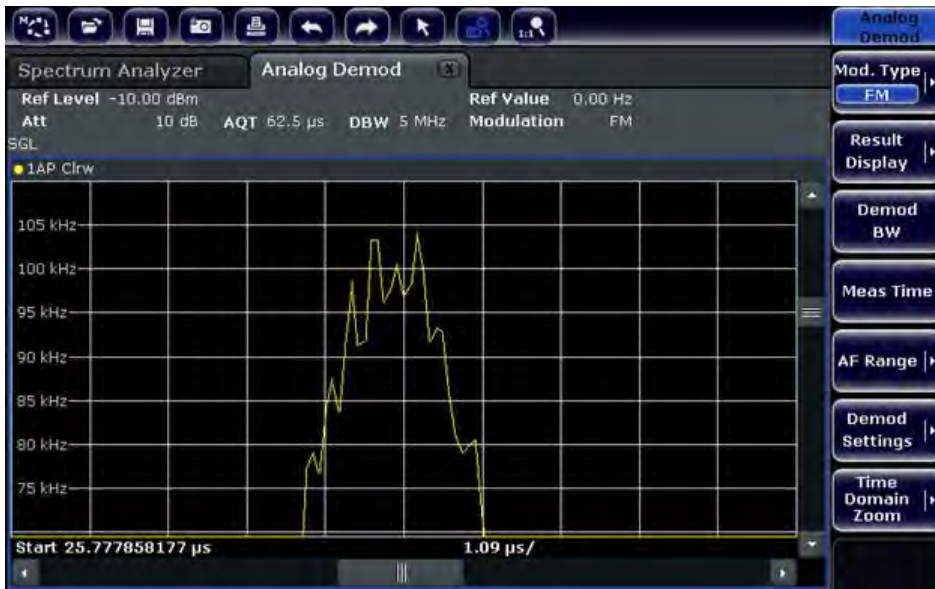 1:1
Analog
Demod
Spectrum Analyzer Analog Demod X
Ref Level -10.00 dBm Ref Value 0.00 Hz
Att 10 dB AQT 62.5 µs DBW 5 MHz Modulation FM
SGL
1AP Clrw
105 kHz
100 kHz
95 kHz
90 kHz
85 kHz
80 kHz
75 kHz
Start 25.777858177 µs 1.09 µs/
Mod. Type
FM
Result
Display
Demod
BW
Meas Time
AF Range
Demod
Settings
Time
Domain
Zoom